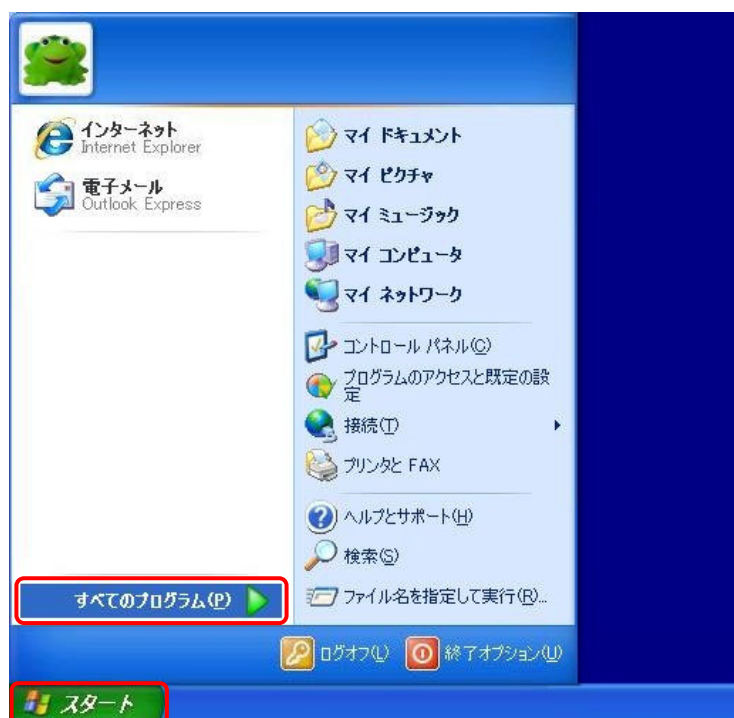 インターネット
Internet Explorer
電子メール
Outlook Express
すべてのプログラム(P)
マイ ドキュメント
マイ ピクチャ
マイ ミュージック
マイ コンピュータ
マイ ネットワーク
コントロール パネル(C)
プログラムのアクセスと既定の設
定
接続(T)
プリンタと FAX
ヘルプとサポート(H)
検索(S)
ファイル名を指定して実行(R)...
ログオフ(L)
終了オプション(U)
スタート